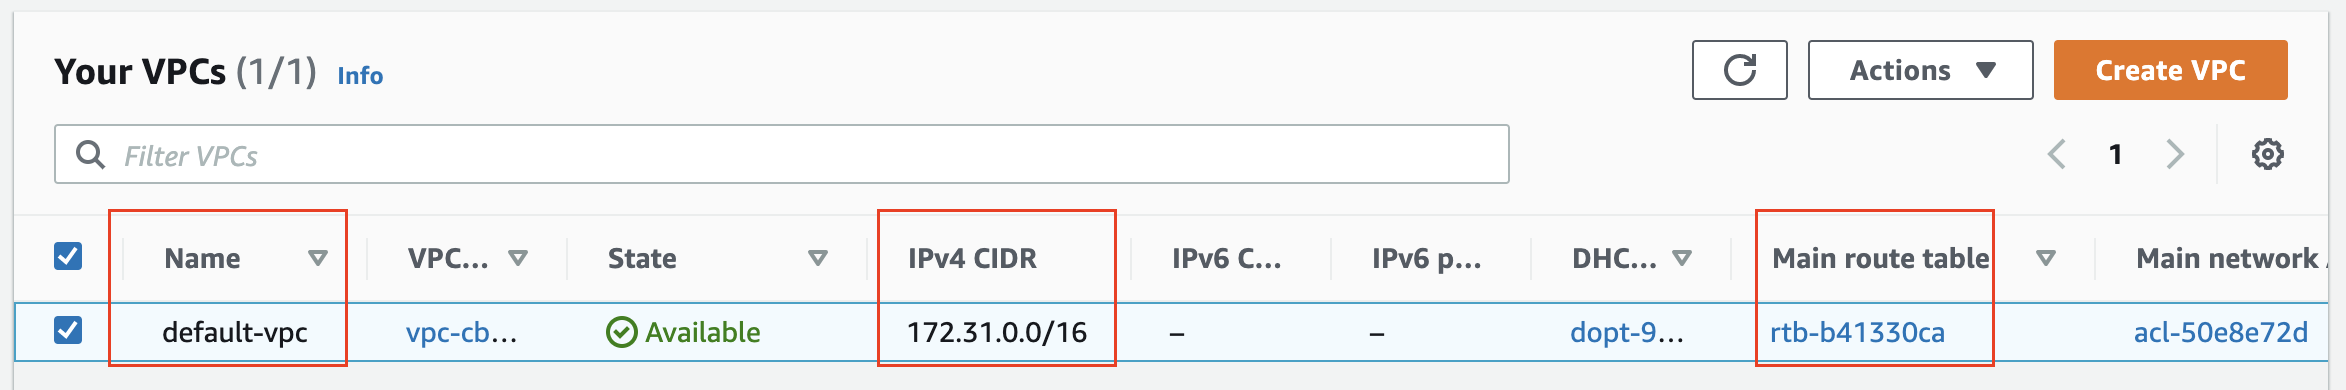 Your VPCs (1/1) Info Actions Create VPC
Filter VPCs 1
Name VPC... State IPv4 CIDR IPv6 C... IPv6 p... DHC... Main route table Main network
default-vpc vpc-cb... Available 172.31.0.0/16 – – dopt-9... rtb-b41330ca acl-50e8e72d